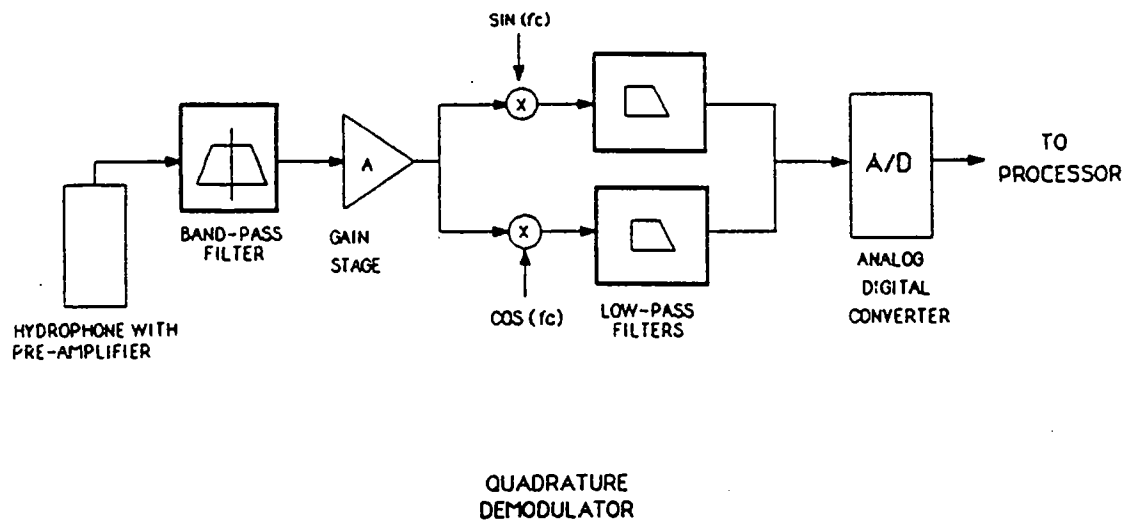 SIN (fc)
X
A
A/D
TO
PROCESSOR
BAND-PASS
FILTER
GAIN
STAGE
X
COS (fc)
LOW-PASS
FILTERS
ANALOG
DIGITAL
CONVERTER
HYDROPHONE WITH
PRE-AMPLIFIER
QUADRATURE
DEMODULATOR